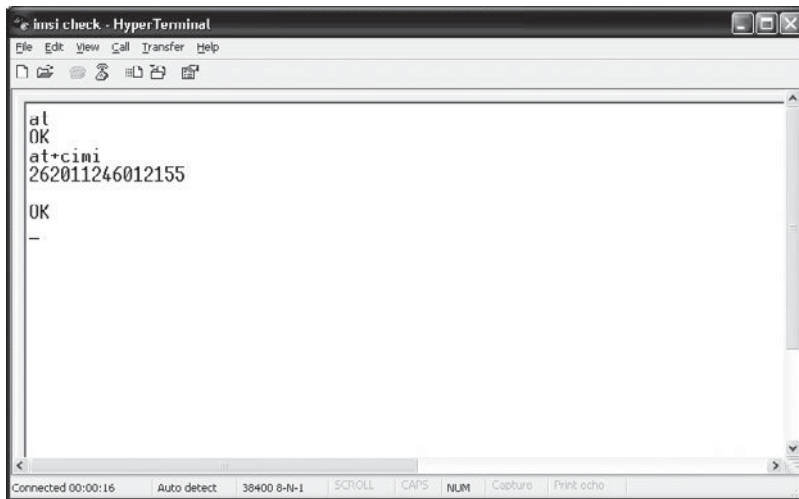 imsi check - HyperTerminal
File Edit View Call Transfer Help
at
OK
at+cimi
262011246012155
OK
_
Connected 00:00:16 Auto detect 38400 8-N-1 SCROLL CAPS NUM Capture Print echo